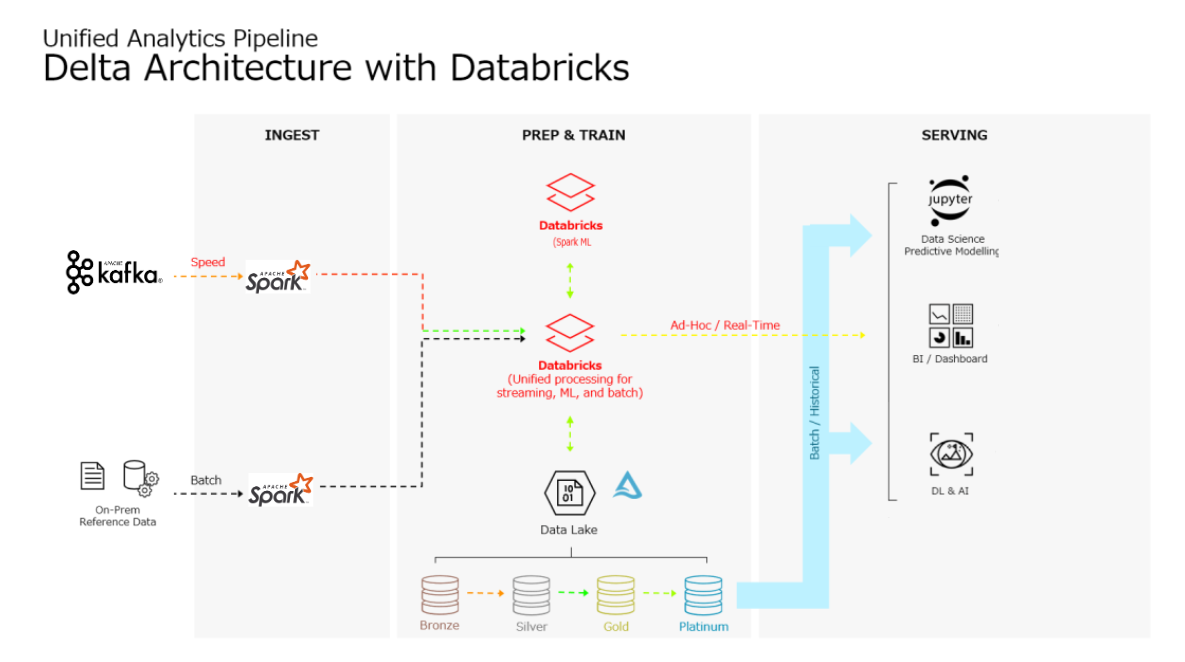 Unified Analytics Pipeline
Delta Architecture with Databricks
INGEST
PREP & TRAIN
SERVING
Databricks
(Spark ML
jupyter
Data Science
Predictive Modelling
APACHE
kafka®
Speed
APACHE
Spark™
Databricks
(Unified processing for
streaming, ML, and batch)
Ad-Hoc / Real-Time
BI / Dashboard
Batch / Historical
On-Prem
Reference Data
Batch
APACHE
Spark™
10
01
Data Lake
DL & AI
Bronze
Silver
Gold
Platinum